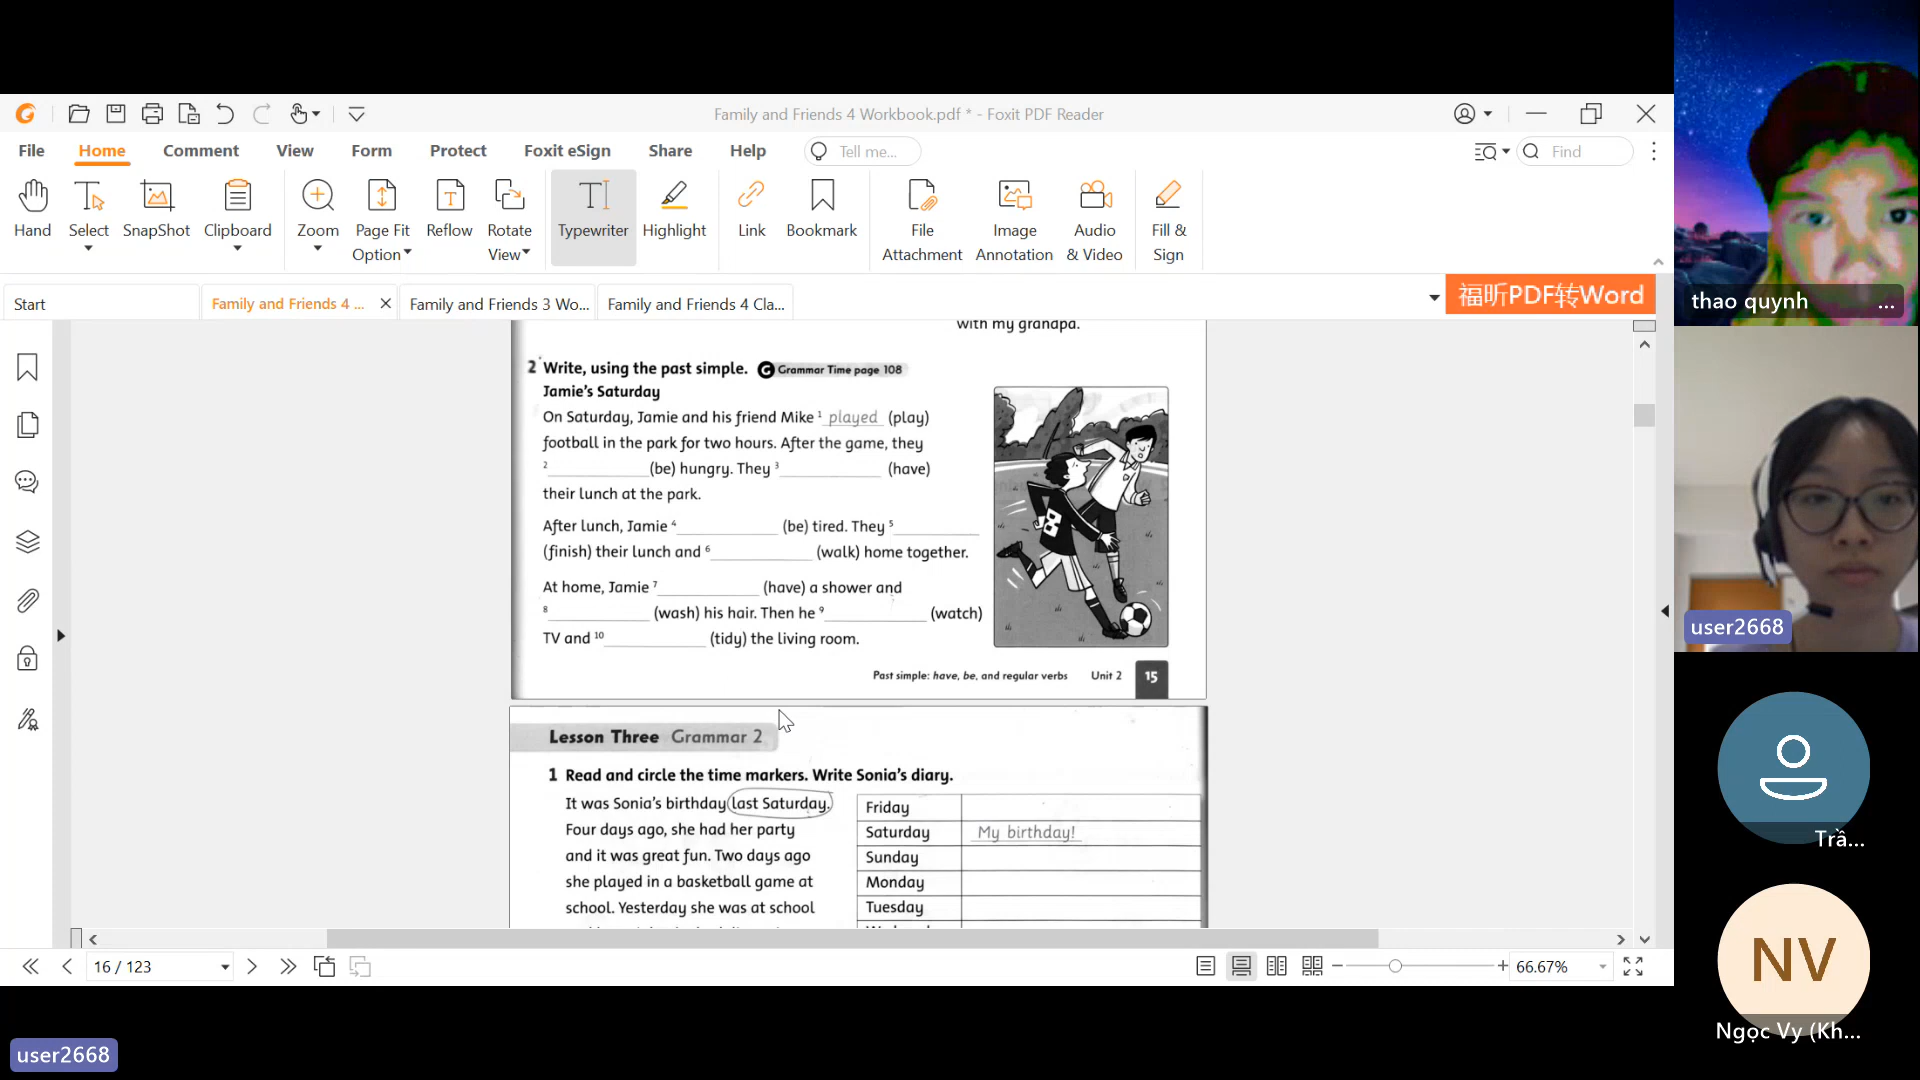 Family and Friends 4 Workbook.pdf * - Foxit PDF Reader
File Home Comment View Form Protect Foxit eSign Share Help Tell me... Find
Hand Select SnapShot Clipboard Zoom Page Fit Option Reflow Rotate View Typewriter Highlight Link Bookmark File Attachment Image Annotation Audio & Video Fill & Sign
Start Family and Friends 4 ... Family and Friends 3 Wo... Family and Friends 4 Cla... 福昕PDF转Word
with my grandpa.
2 Write, using the past simple. G Grammar Time page 108
Jamie's Saturday
On Saturday, Jamie and his friend Mike 1 played (play)
football in the park for two hours. After the game, they
2 (be) hungry. They 3 (have)
their lunch at the park.
After lunch, Jamie 4 (be) tired. They 5
(finish) their lunch and 6 (walk) home together.
At home, Jamie 7 (have) a shower and
8 (wash) his hair. Then he 9 (watch)
TV and 10 (tidy) the living room.
Past simple: have, be, and regular verbs Unit 2 15
Lesson Three Grammar 2
1 Read and circle the time markers. Write Sonia's diary.
It was Sonia's birthday last Saturday.
Four days ago, she had her party
and it was great fun. Two days ago
she played in a basketball game at
school. Yesterday she was at school
Friday
Saturday My birthday!
Sunday
Monday
Tuesday
16 / 123
66.67%
user2668
thao quynh ...
user2668
Trầ...
NV
Ngọc Vy (Kh...